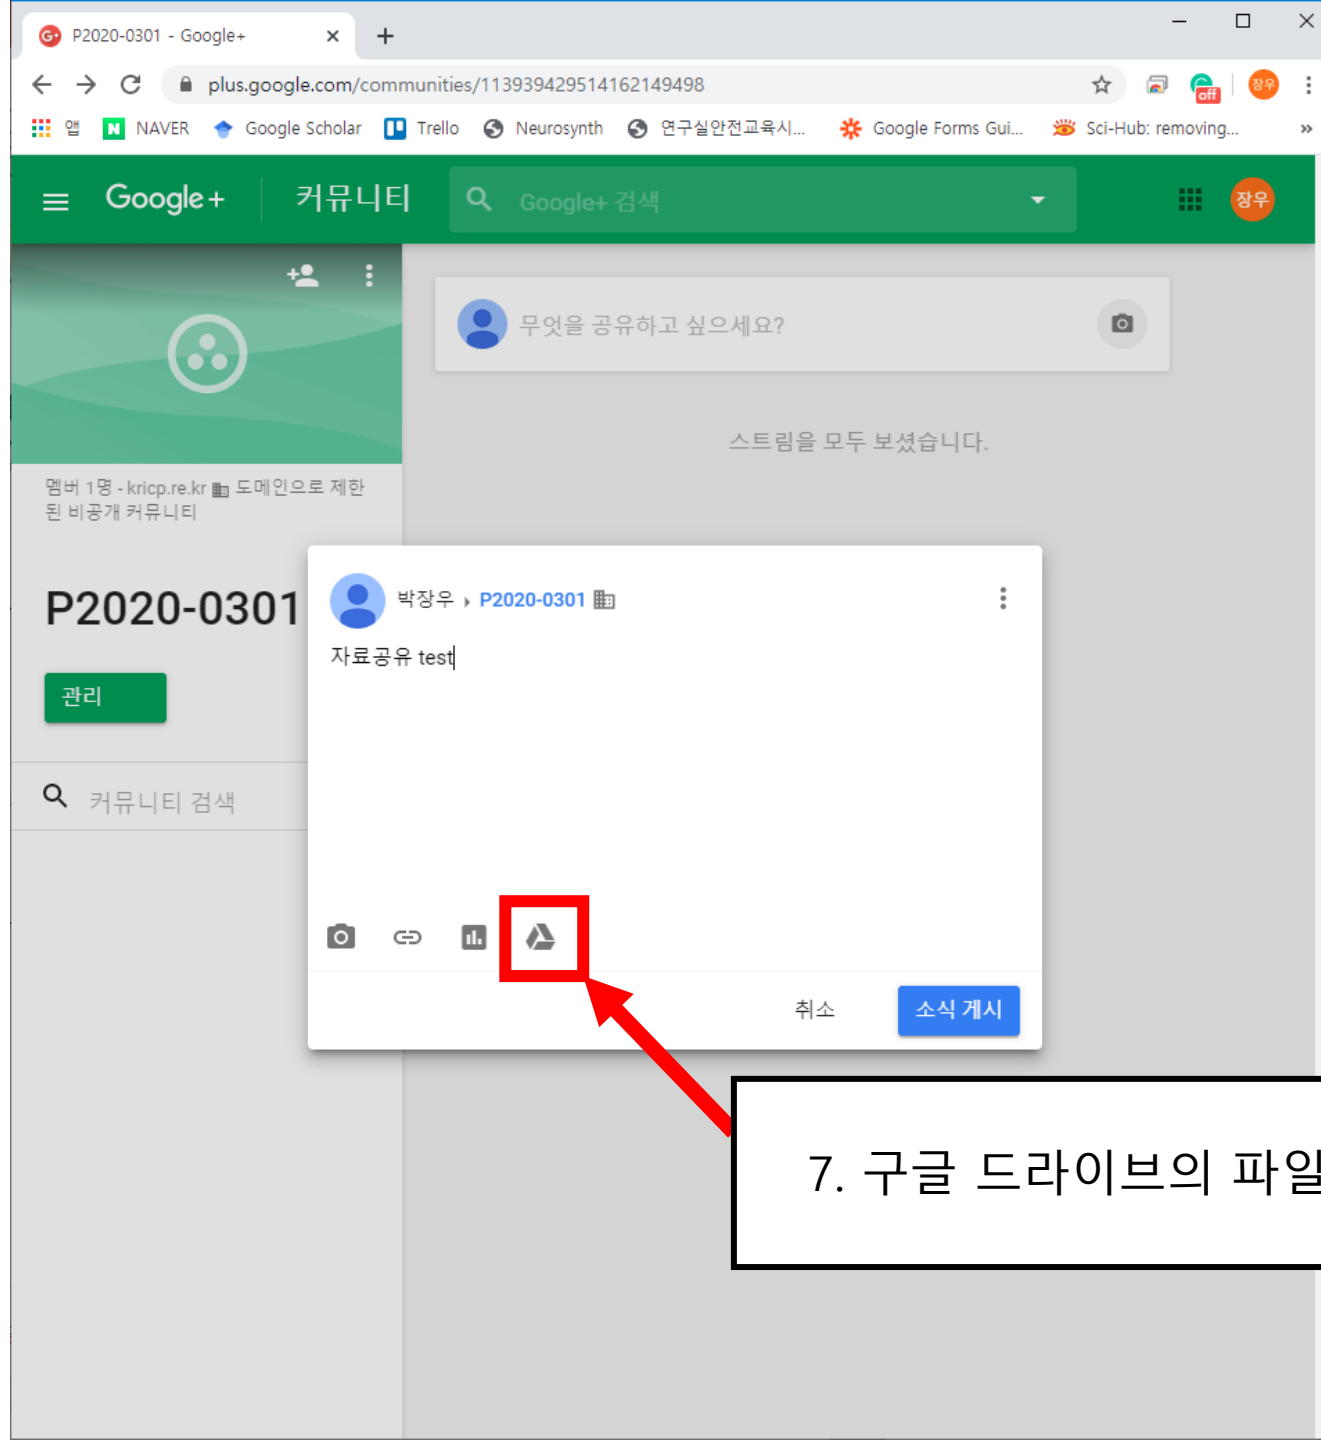 P2020-0301 - Google+
plus.google.com/communities/113939429514162149498
off
장우
앱 NAVER Google Scholar Trello Neurosynth 연구실안전교육시... Google Forms Gui... Sci-Hub: removing...
Google+ 커뮤니티 Google+ 검색 장우
무엇을 공유하고 싶으세요?
스트림을 모두 보셨습니다.
멤버 1명 - kricp.re.kr 도메인으로 제한
된 비공개 커뮤니티
P2020-0301
관리
커뮤니티 검색
박장우 P2020-0301
자료공유 test
취소 소식 게시
7. 구글 드라이브의 파일